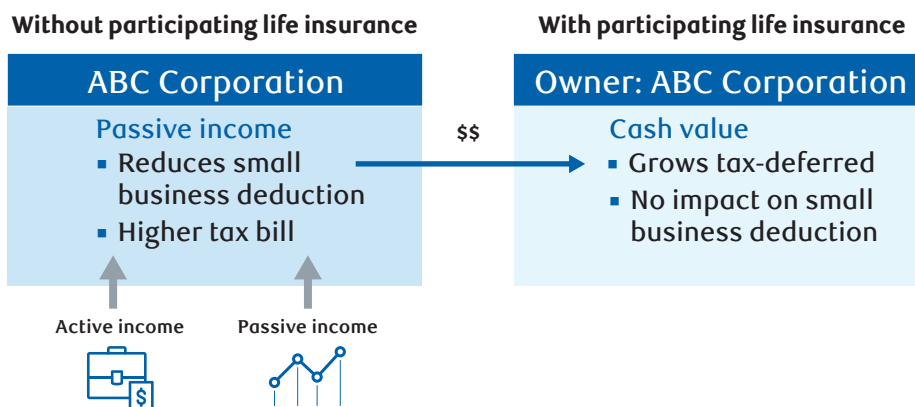 Without participating life insurance
ABC Corporation
Passive income
▪ Reduces small
business deduction
▪ Higher tax bill
$$
With participating life insurance
Owner: ABC Corporation
Cash value
▪ Grows tax-deferred
▪ No impact on small
business deduction
Active income
Passive income
$